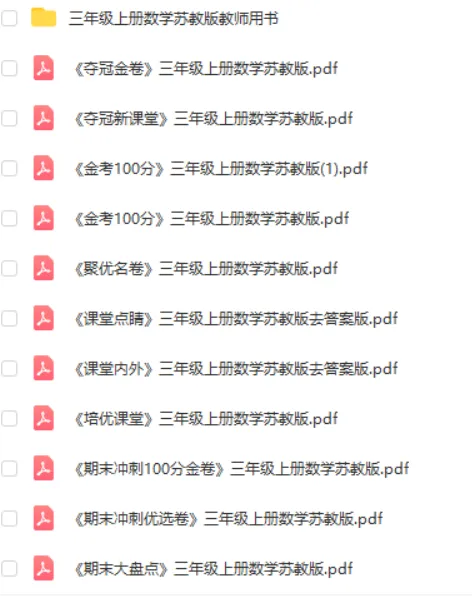 三年级上册数学苏教版教师用书
《夺冠金卷》三年级上册数学苏教版.pdf
《夺冠新课堂》三年级上册数学苏教版.pdf
《金考100分》三年级上册数学苏教版(1).pdf
《金考100分》三年级上册数学苏教版.pdf
《聚优名卷》三年级上册数学苏教版.pdf
《课堂点睛》三年级上册数学苏教版去答案版.pdf
《课堂内外》三年级上册数学苏教版去答案版.pdf
《培优课堂》三年级上册数学苏教版.pdf
《期末冲刺100分金卷》三年级上册数学苏教版.pdf
《期末冲刺优选卷》三年级上册数学苏教版.pdf
《期末大盘点》三年级上册数学苏教版.pdf